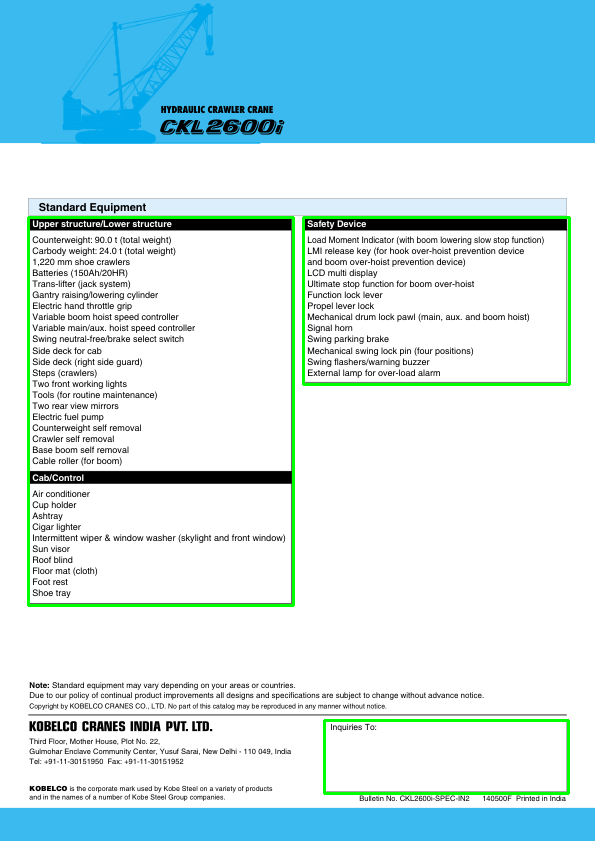 HYDRAULIC CRAWLER CRANE
CKL2600i
Standard Equipment
Upper structure/Lower structure
Counterweight: 90.0 t (total weight)
Carbody weight: 24.0 t (total weight)
1,220 mm shoe crawlers
Batteries (150Ah/20HR)
Trans-lifter (jack system)
Gantry raising/lowering cylinder
Electric hand throttle grip
Variable boom hoist speed controller
Variable main/aux. hoist speed controller
Swing neutral-free/brake select switch
Side deck for cab
Side deck (right side guard)
Steps (crawlers)
Two front working lights
Tools (for routine maintenance)
Two rear view mirrors
Electric fuel pump
Counterweight self removal
Crawler self removal
Base boom self removal
Cable roller (for boom)
Cab/Control
Air conditioner
Cup holder
Ashtray
Cigar lighter
Intermittent wiper & window washer (skylight and front window)
Sun visor
Roof blind
Floor mat (cloth)
Foot rest
Shoe tray
Safety Device
Load Moment Indicator (with boom lowering slow stop function)
LMI release key (for hook over-hoist prevention device
and boom over-hoist prevention device)
LCD multi display
Ultimate stop function for boom over-hoist
Function lock lever
Propel lever lock
Mechanical drum lock pawl (main, aux. and boom hoist)
Signal horn
Swing parking brake
Mechanical swing lock pin (four positions)
Swing flashers/warning buzzer
External lamp for over-load alarm
Note: Standard equipment may vary depending on your areas or countries.
Due to our policy of continual product improvements all designs and specifications are subject to change without advance notice.
Copyright by KOBELCO CRANES CO., LTD. No part of this catalog may be reproduced in any manner without notice.
KOBELCO CRANES INDIA PVT. LTD.
Third Floor, Mother House, Plot No. 22,
Gulmohar Enclave Community Center, Yusuf Sarai, New Delhi - 110 049, India
Tel: +91-11-30151950 Fax: +91-11-30151952
KOBELCO is the corporate mark used by Kobe Steel on a variety of products
and in the names of a number of Kobe Steel Group companies.
Inquiries To:
Bulletin No. CKL2600i-SPEC-IN2 140500F Printed in India